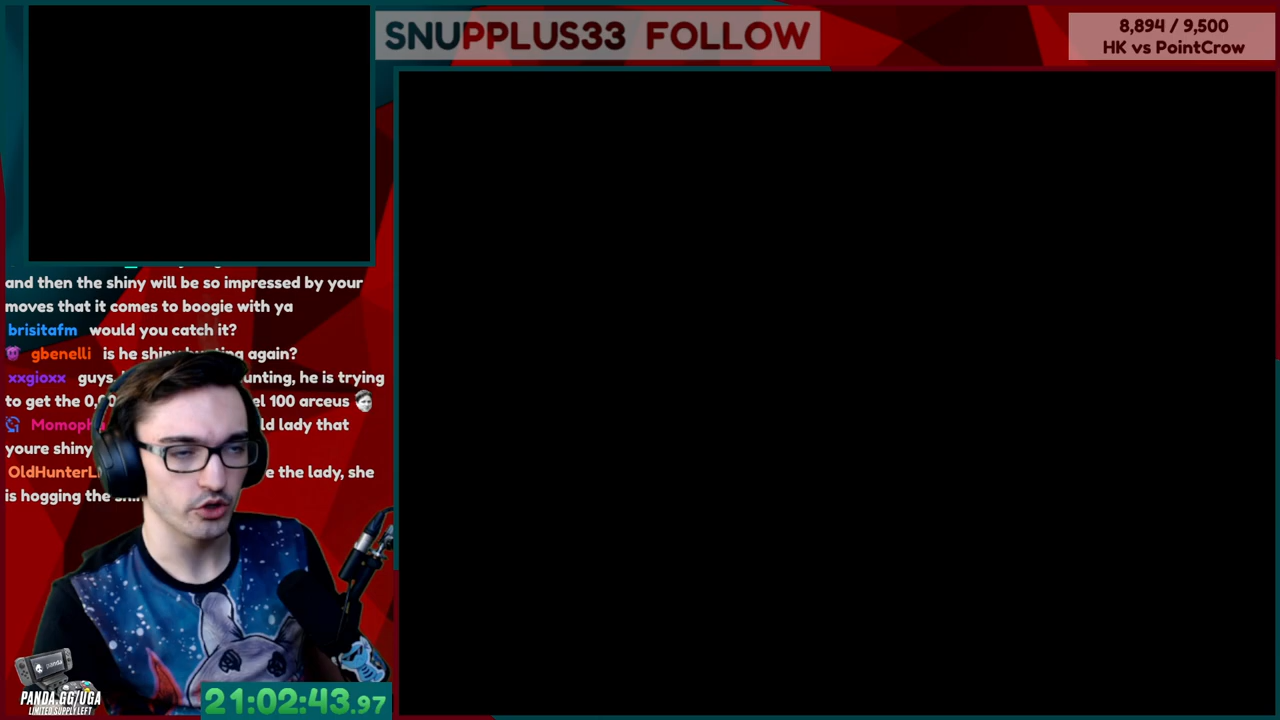 SNUPPLUS33 FOLLOW
8,894 / 9,500
HK vs PointCrow
and then the shiny will be so impressed by your
moves that it comes to boogie with ya
brisitafm would you catch it?
gbenelli is he shiny again?
xxgioxx guys, he is trying
to get the 100 arceus
ld lady that
youre shiny
e the lady, she
is hogging the
PANDA.GG/UGA
LIMITED SUPPLY LEFT
21:02:43.97